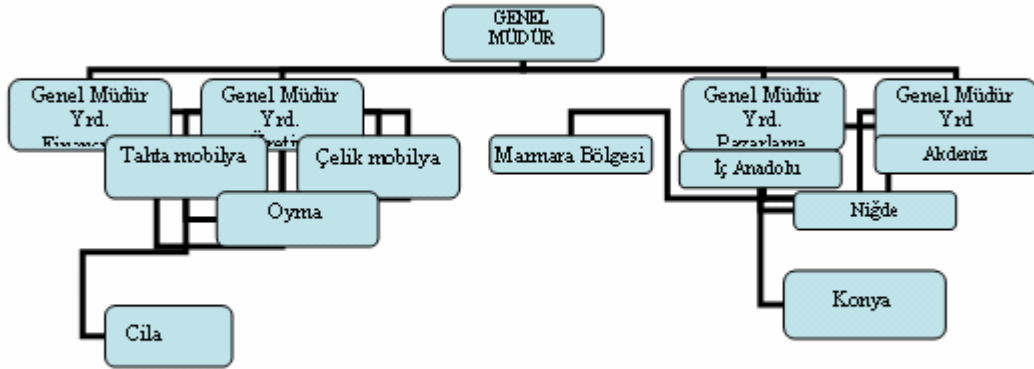 GENEL
MÜDÜR
Genel Müdür
Yrd.
Genel Müdür
Yrd.
Genel Müdür
Yrd.
Pazarlama
Genel Müdür
Yrd
Tahta mobilya
Çelik mobilya
Marmara Bölgesi
İç Anadolu
Akdeniz
Oyma
Niğde
Cila
Konya